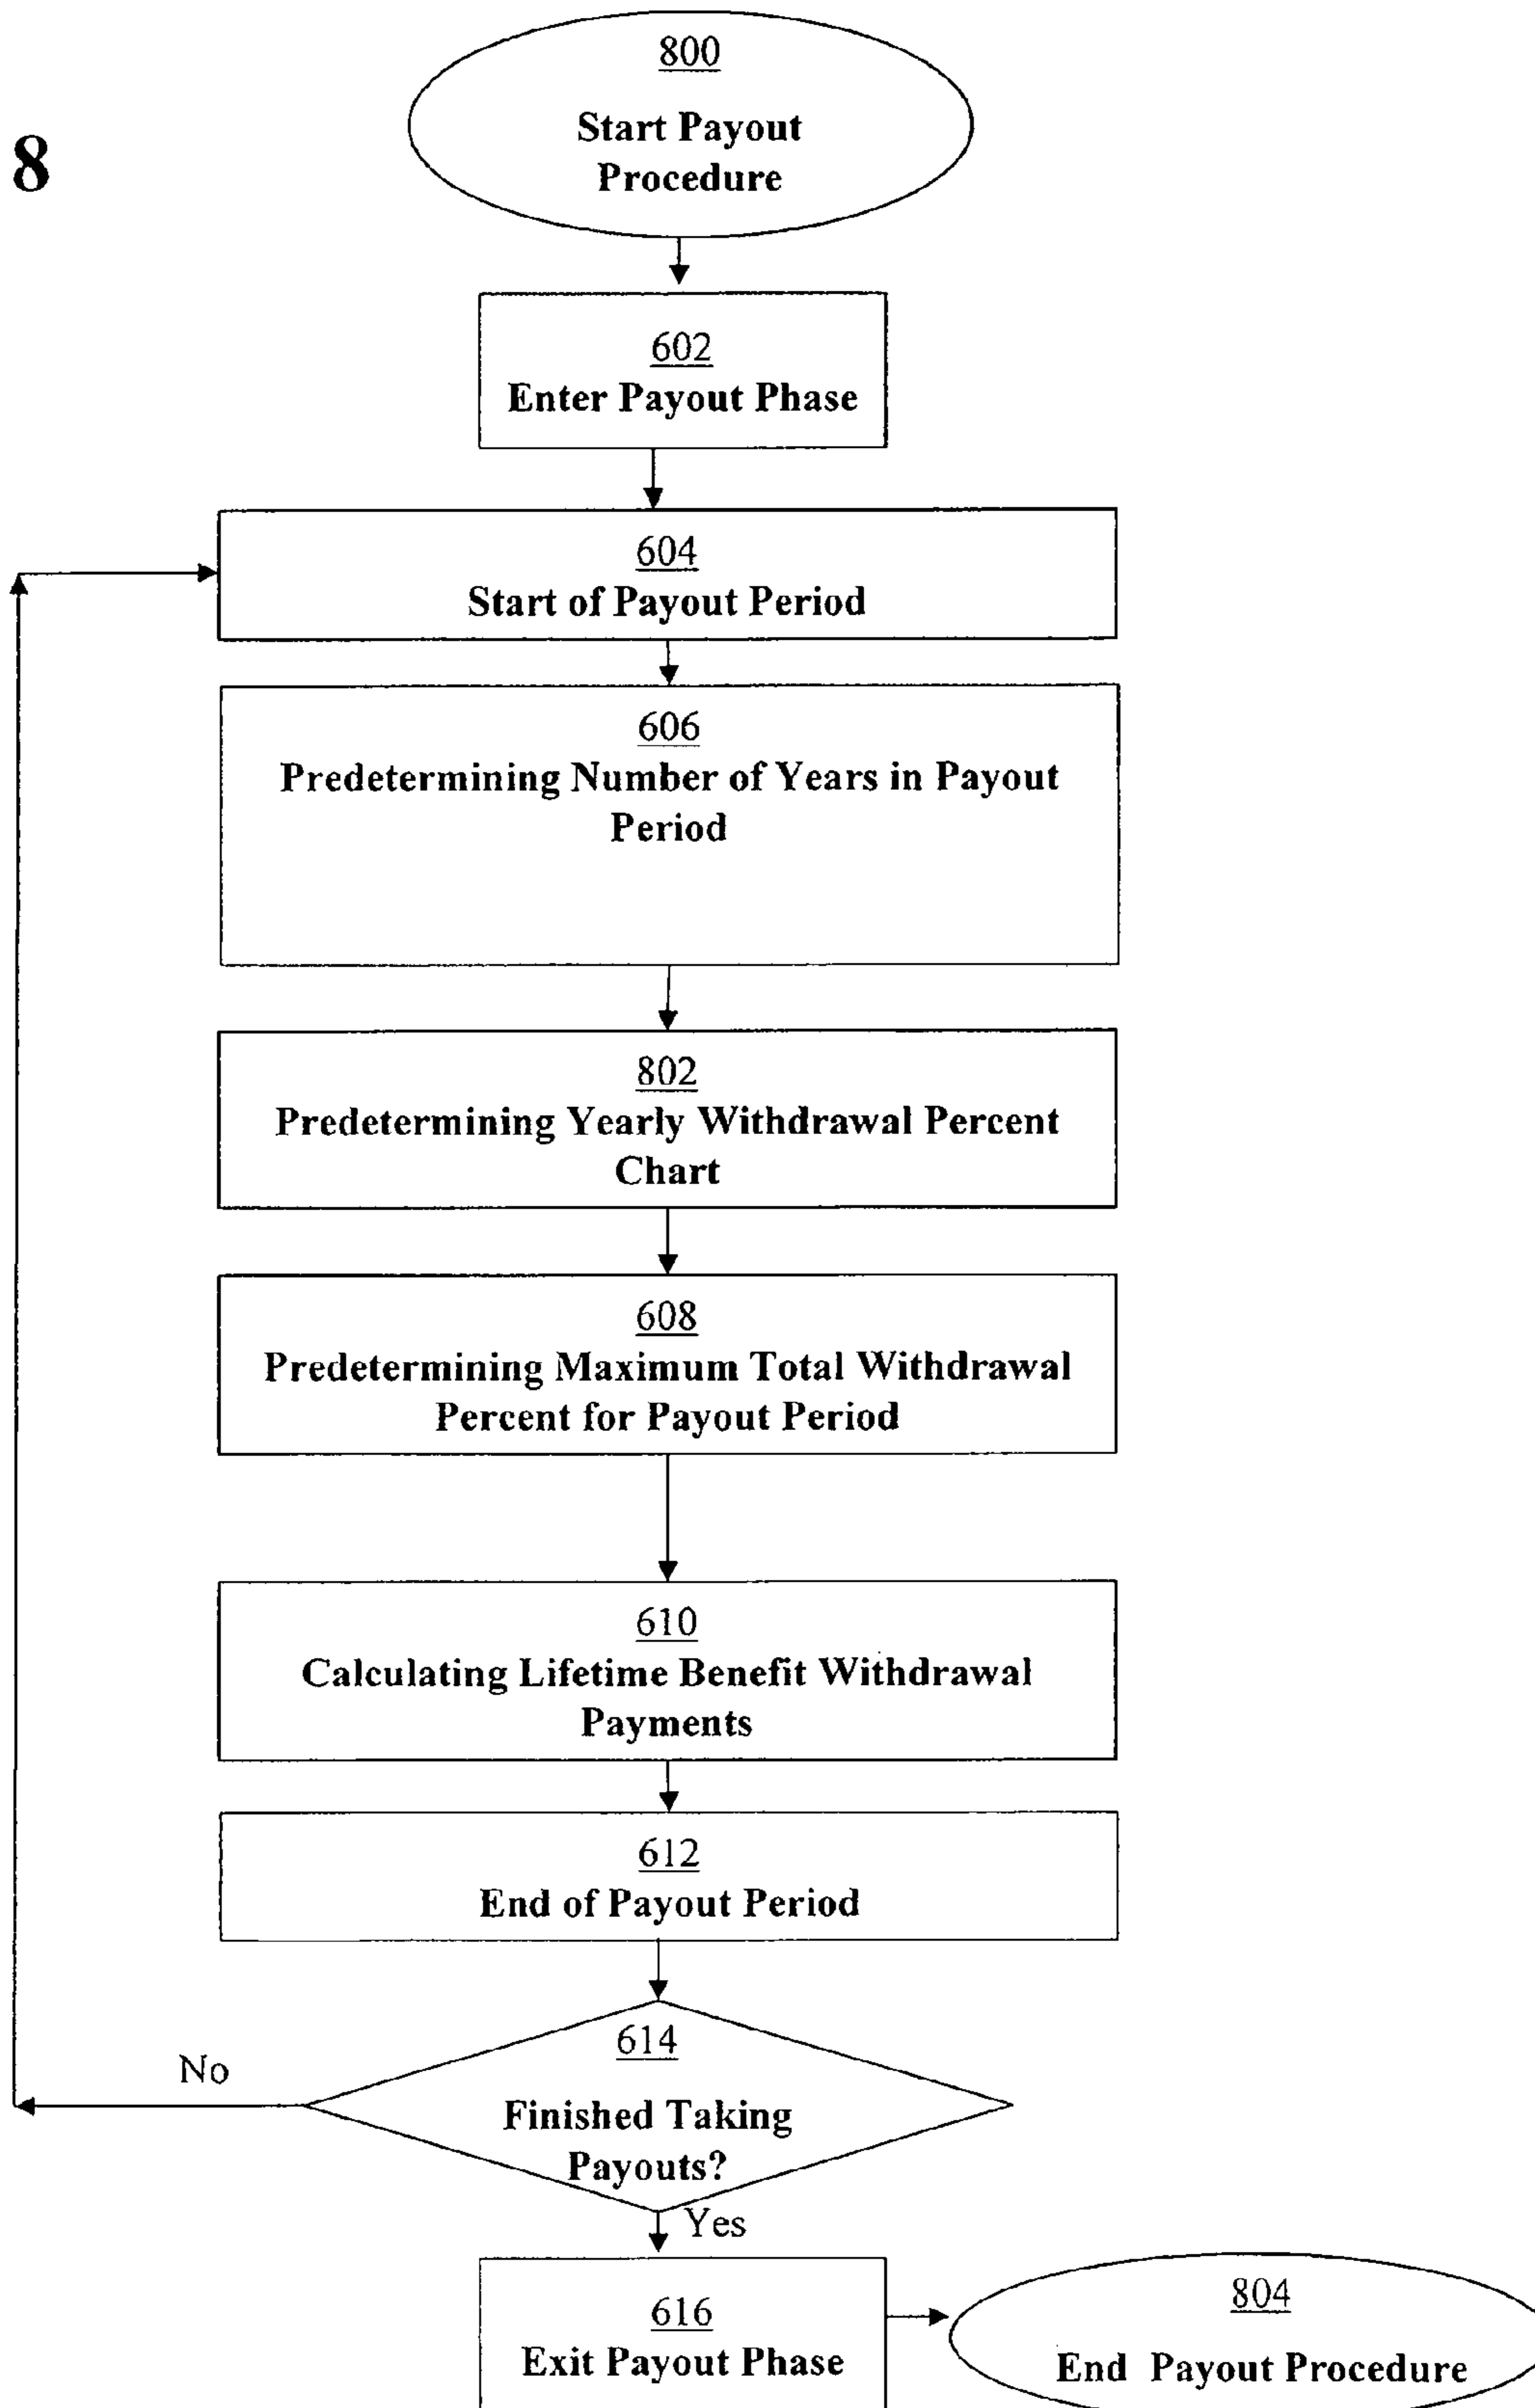 8
800
Start Payout
Procedure
602
Enter Payout Phase
604
Start of Payout Period
606
Predetermining Number of Years in Payout
Period
802
Predetermining Yearly Withdrawal Percent
Chart
608
Predetermining Maximum Total Withdrawal
Percent for Payout Period
610
Calculating Lifetime Benefit Withdrawal
Payments
612
End of Payout Period
614
No
Finished Taking
Payouts?
Yes
616
Exit Payout Phase
804
End Payout Procedure